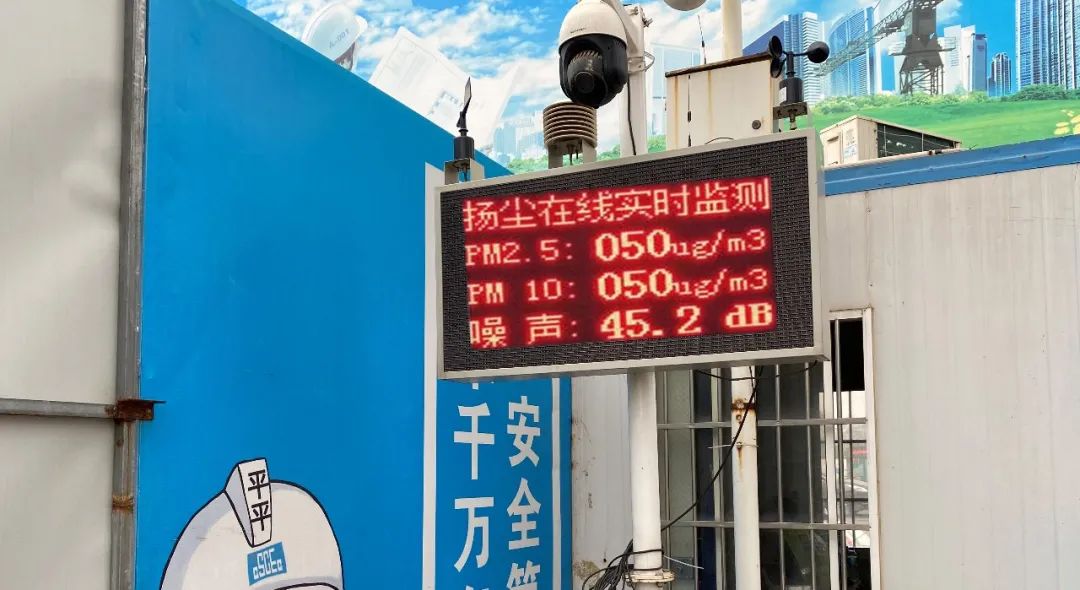 扬尘在线实时监测
PM2.5: 050ug/m3
PM 10: 050ug/m3
噪 声: 45.2 dB
千万
安全第
平平